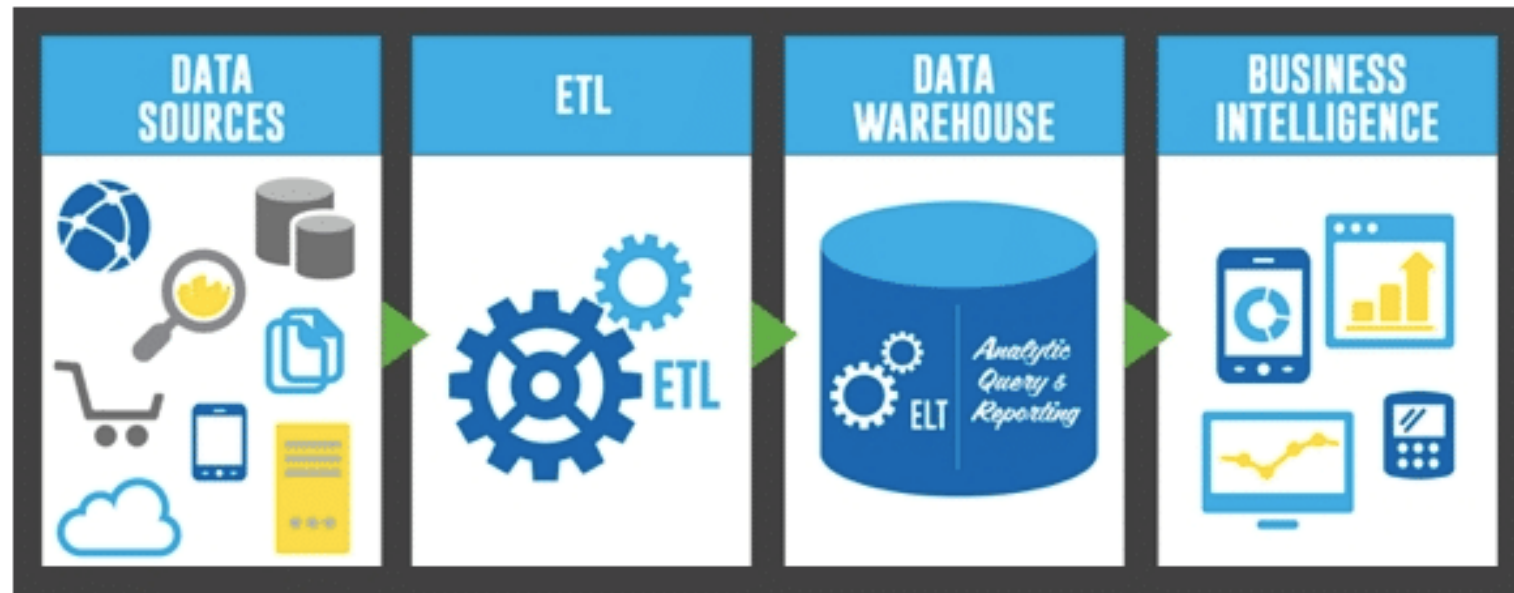 DATA
SOURCES
ETL
DATA
WAREHOUSE
BUSINESS
INTELLIGENCE
ETL
ELT
Analytic
Query &
Reporting